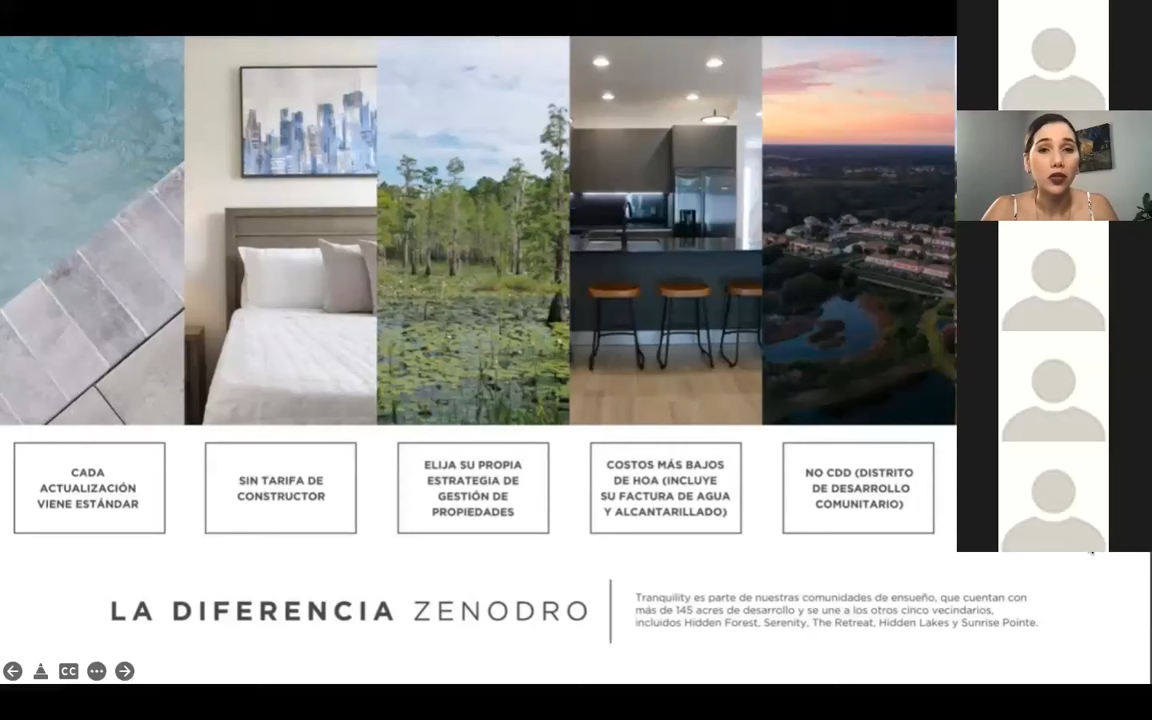 CADA
ACTUALIZACIÓN
VIENE ESTÁNDAR
SIN TARIFA DE
CONSTRUCTOR
ELIJA SU PROPIA
ESTRATEGIA DE
GESTIÓN DE
PROPIEDADES
COSTOS MÁS BAJOS
DE HOA (INCLUYE
SU FACTURA DE AGUA
Y ALCANTARILLADO)
NO CDD (DISTRITO
DE DESARROLLO
COMUNITARIO)
LA DIFERENCIA ZENODRO
Tranquility es parte de nuestras comunidades de ensueño, que cuentan con
más de 145 acres de desarrollo y se une a los otros cinco vecindarios,
incluidos Hidden Forest, Serenity, The Retreat, Hidden Lakes y Sunrise Pointe.
CC